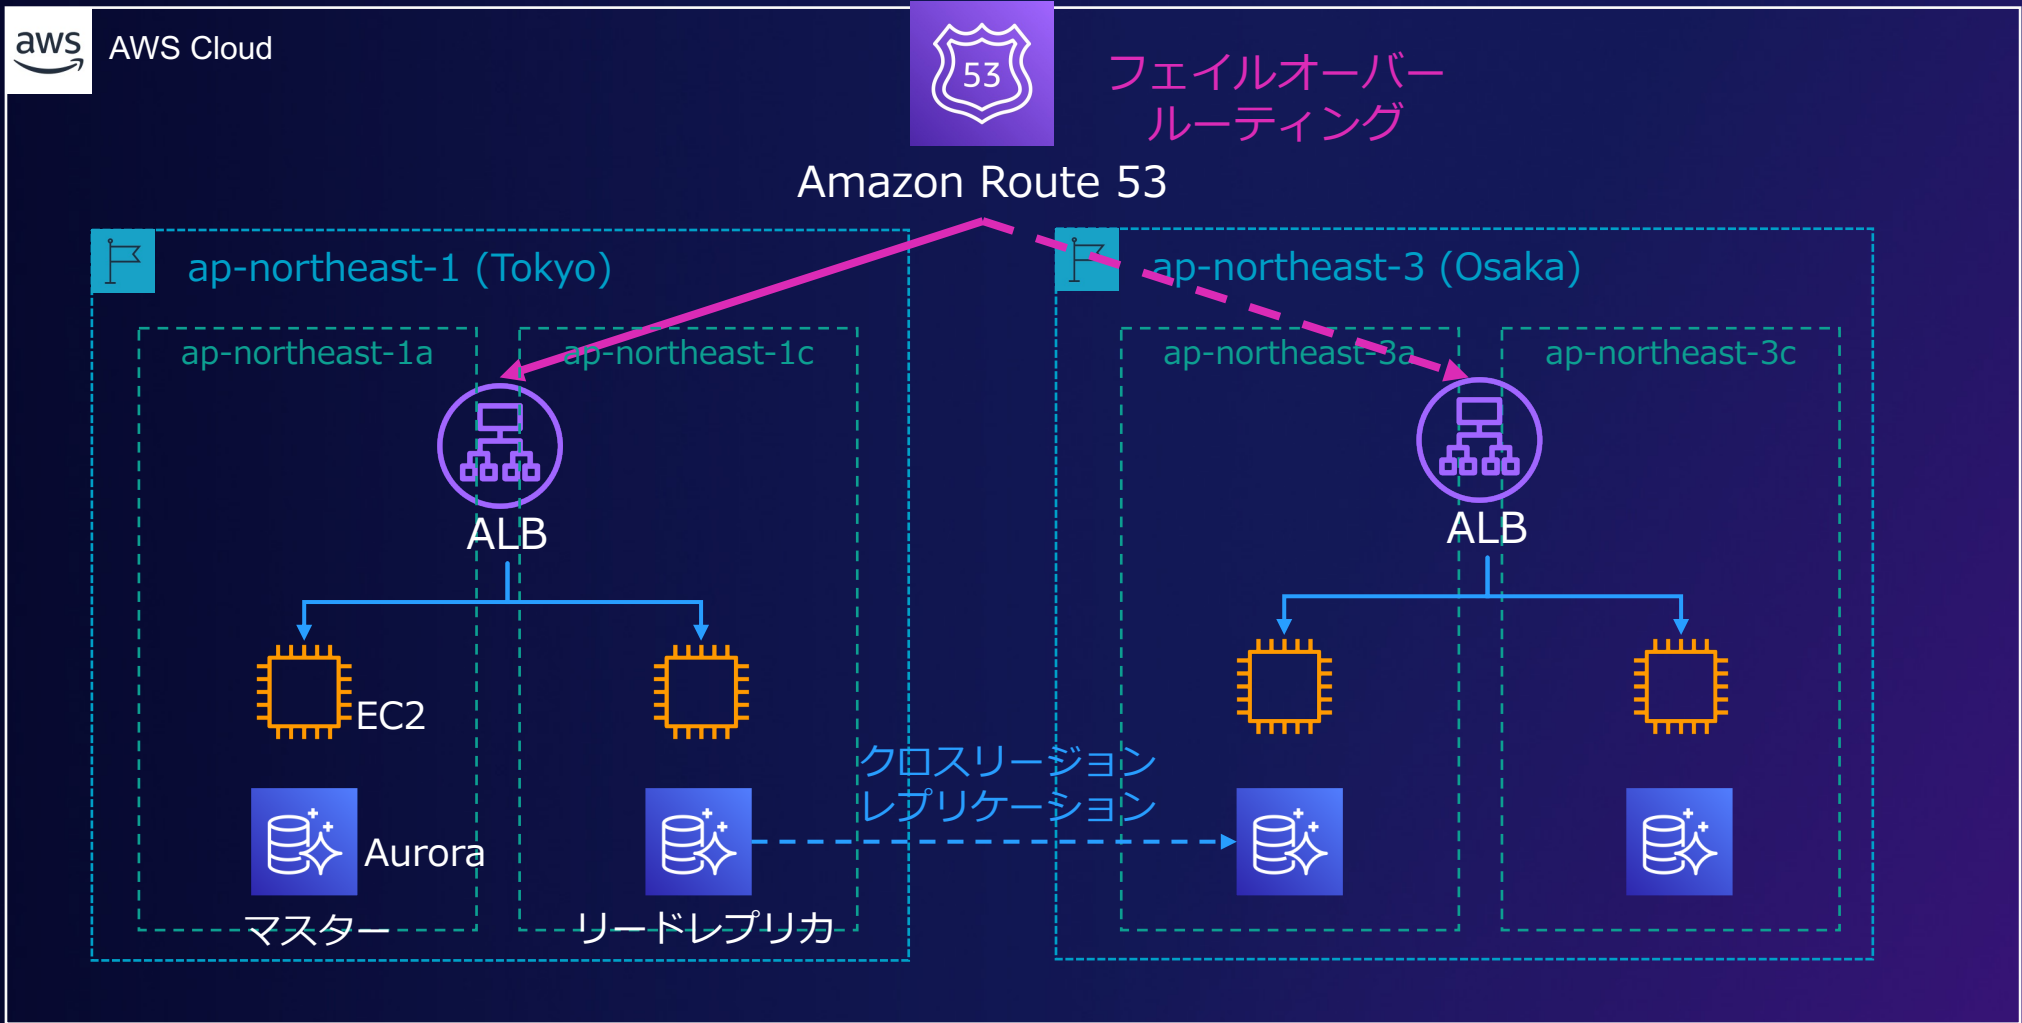 aws
AWS Cloud
53
フェイルオーバー
ルーティング
Amazon Route 53
ap-northeast-1 (Tokyo)
ap-northeast-3 (Osaka)
ap-northeast-1a
ap-northeast-1c
ap-northeast-3a
ap-northeast-3c
ALB
ALB
EC2
クロスリージョン
レプリケーション
Aurora
マスター
リードレプリカ